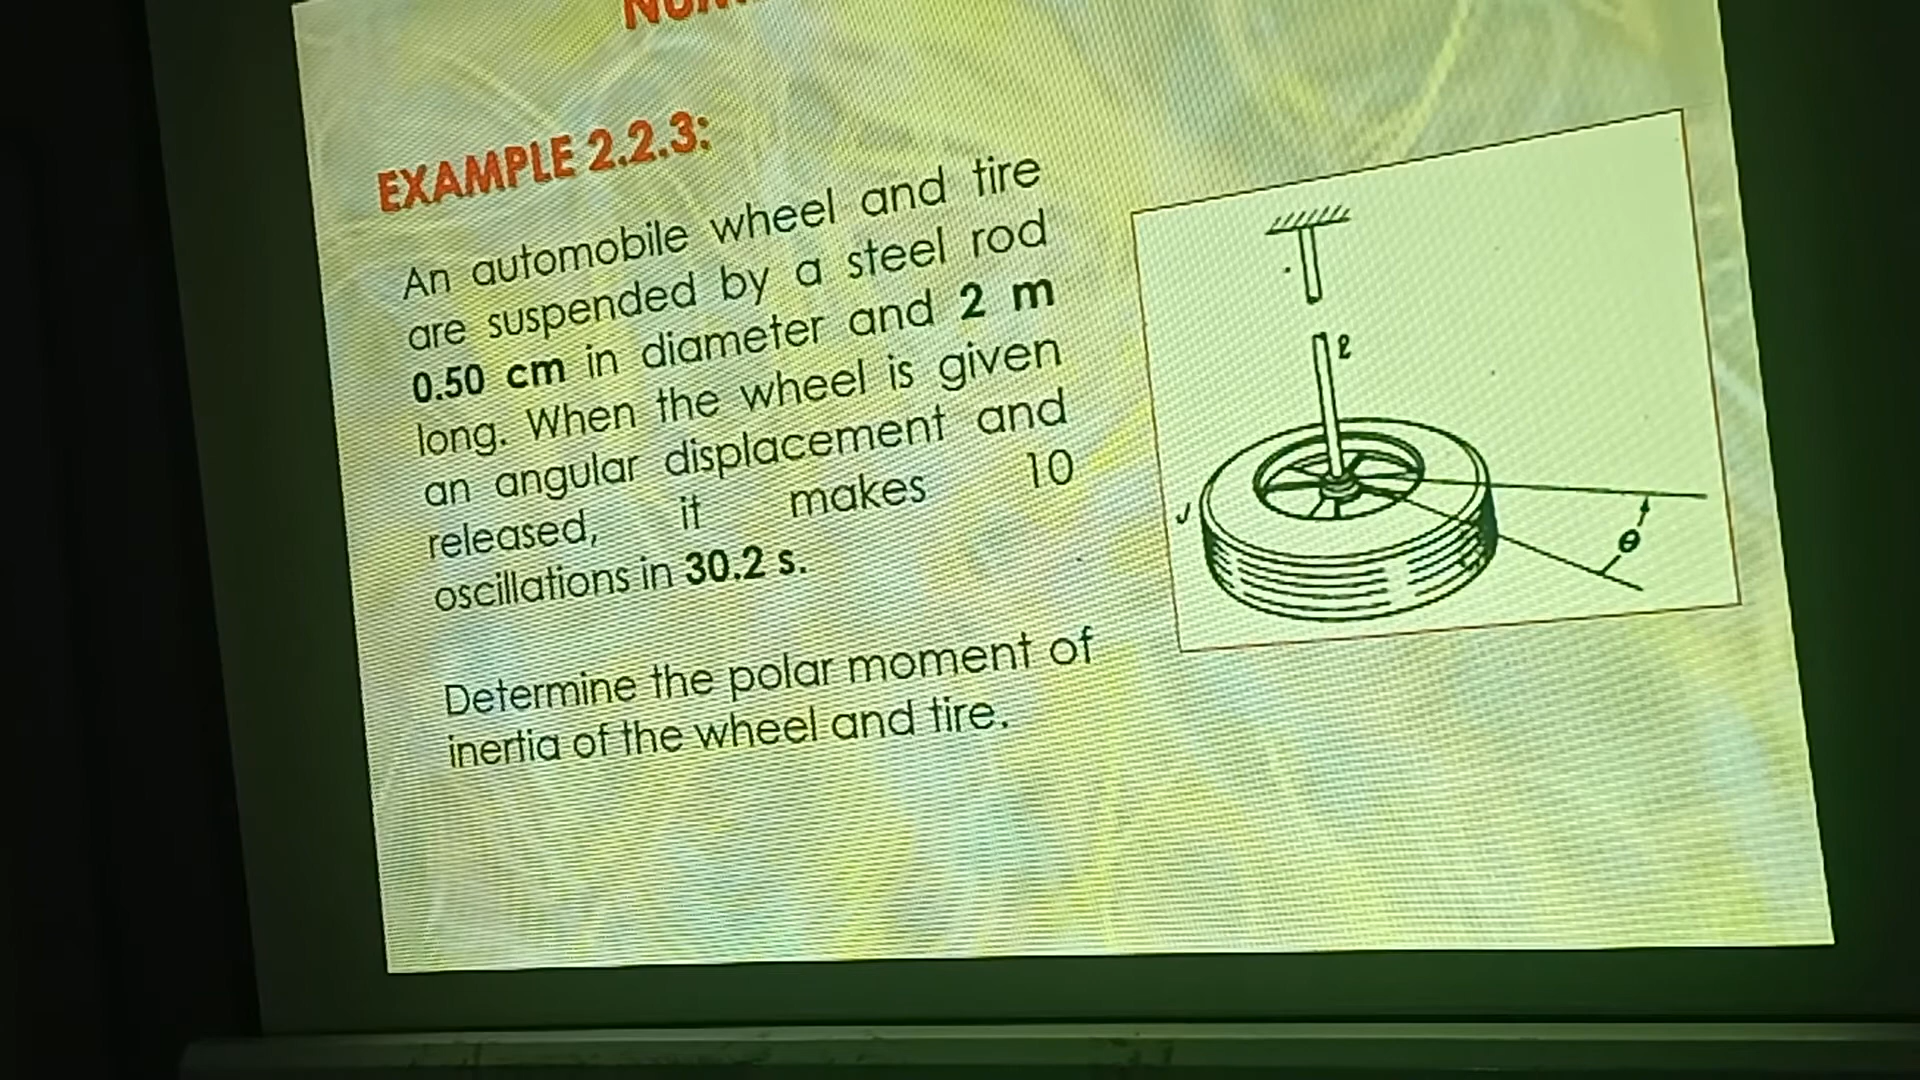 EXAMPLE 2.2.3:
An automobile wheel and tire
are suspended by a steel rod
0.50 cm in diameter and 2 m
long. When the wheel is given
an angular displacement and
released, it makes 10
oscillations in 30.2 s.
Determine the polar moment of
inertia of the wheel and tire.
ℓ
J
θ